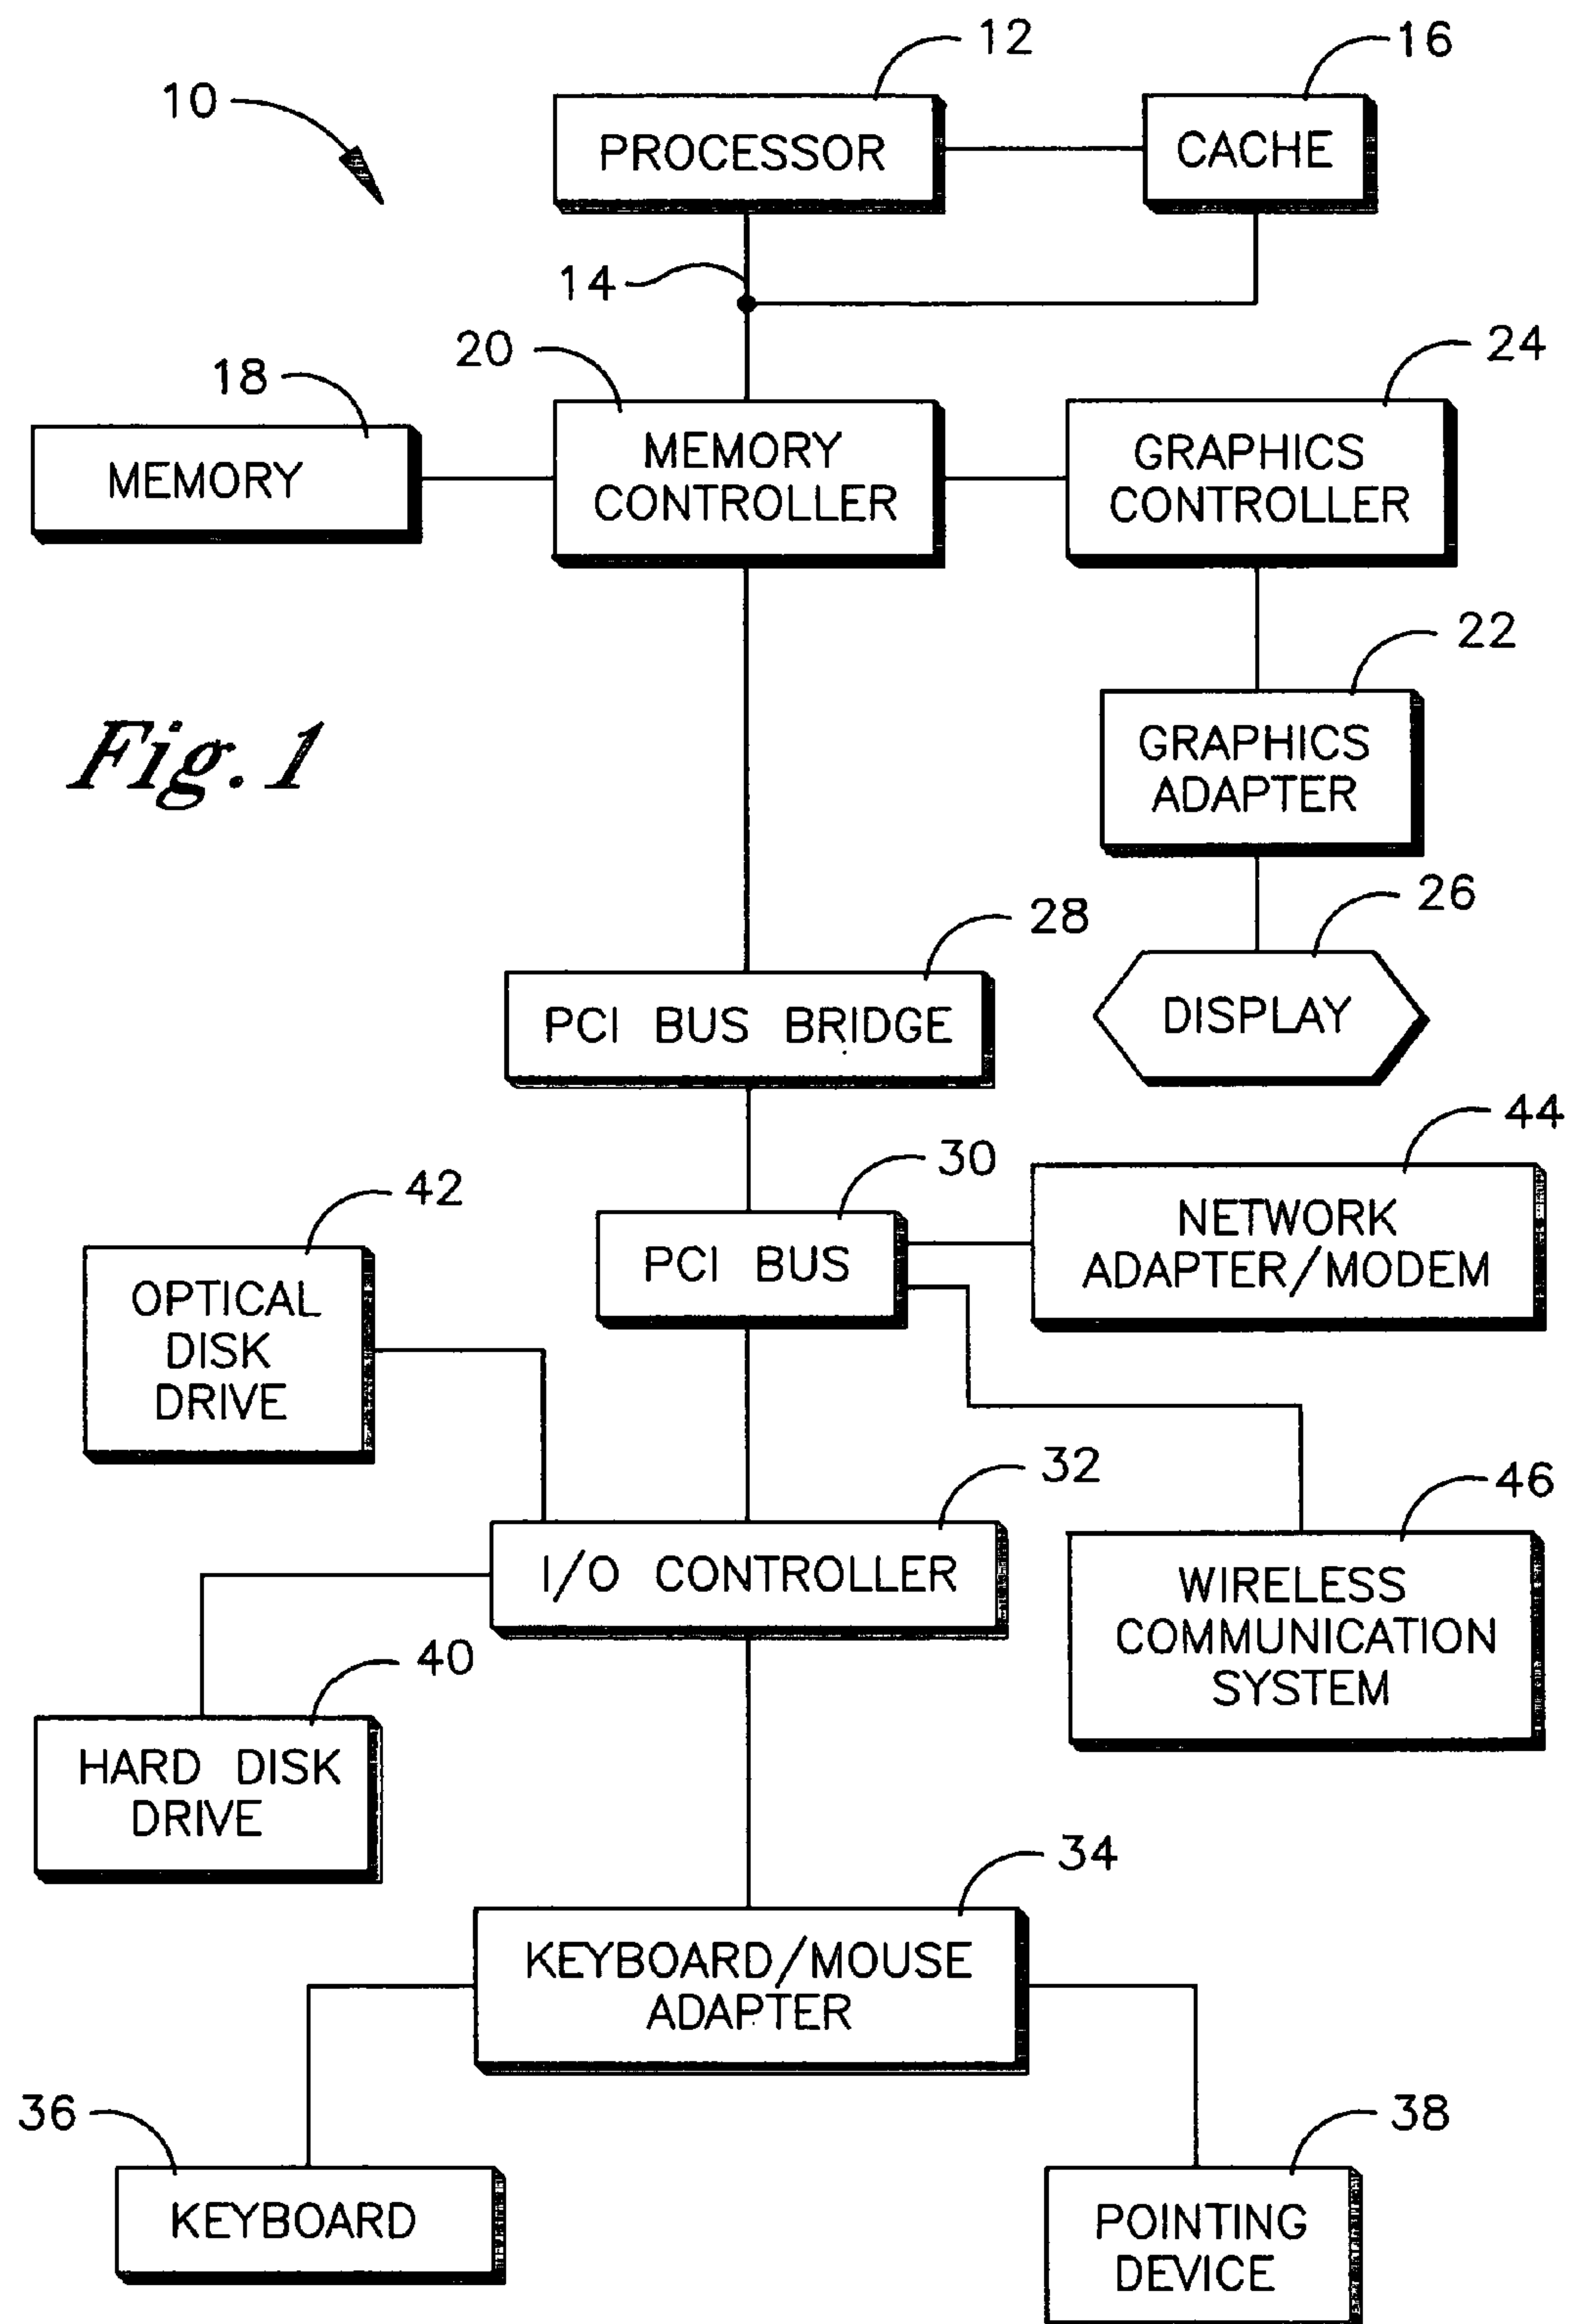 12
16
10
PROCESSOR
CACHE
14
20
24
18
MEMORY
CONTROLLER
GRAPHICS
CONTROLLER
MEMORY
22
Fig. 1
GRAPHICS
ADAPTER
26
28
PCI BUS BRIDGE
DISPLAY
44
30
42
NETWORK
ADAPTER/MODEM
PCI BUS
OPTICAL
DISK
DRIVE
32
46
I/O CONTROLLER
WIRELESS
COMMUNICATION
SYSTEM
40
HARD DISK
DRIVE
34
KEYBOARD/MOUSE
ADAPTER
36
38
KEYBOARD
POINTING
DEVICE